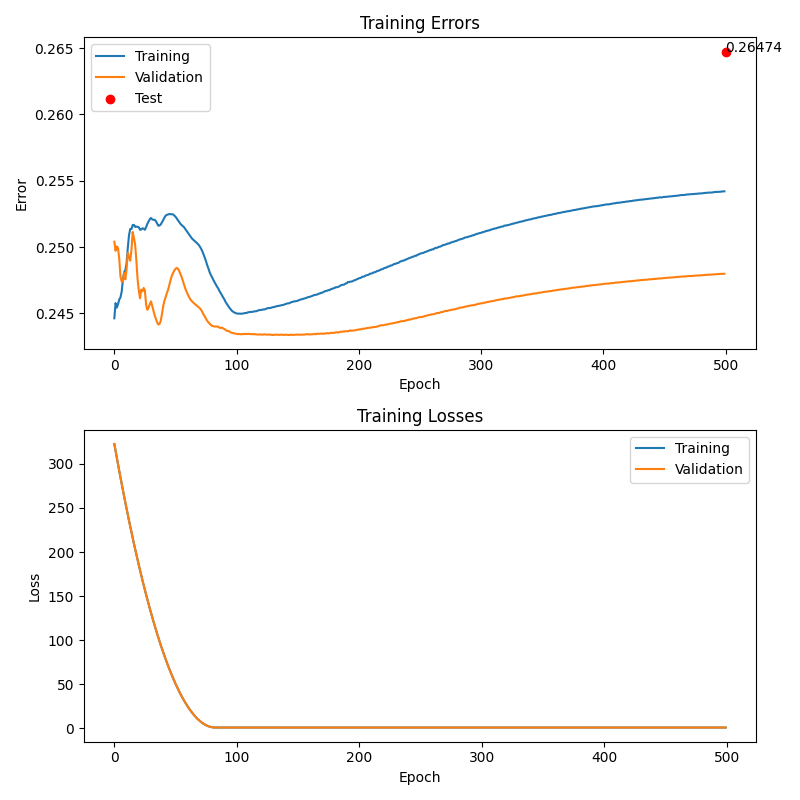 Training Errors
0.265
0.260
0.255
0.250
0.245
Error
Training
Validation
Test
0.26474
0 100 200 300 400 500
Epoch
Training Losses
300
250
200
150
100
50
0
Loss
Training
Validation
0 100 200 300 400 500
Epoch